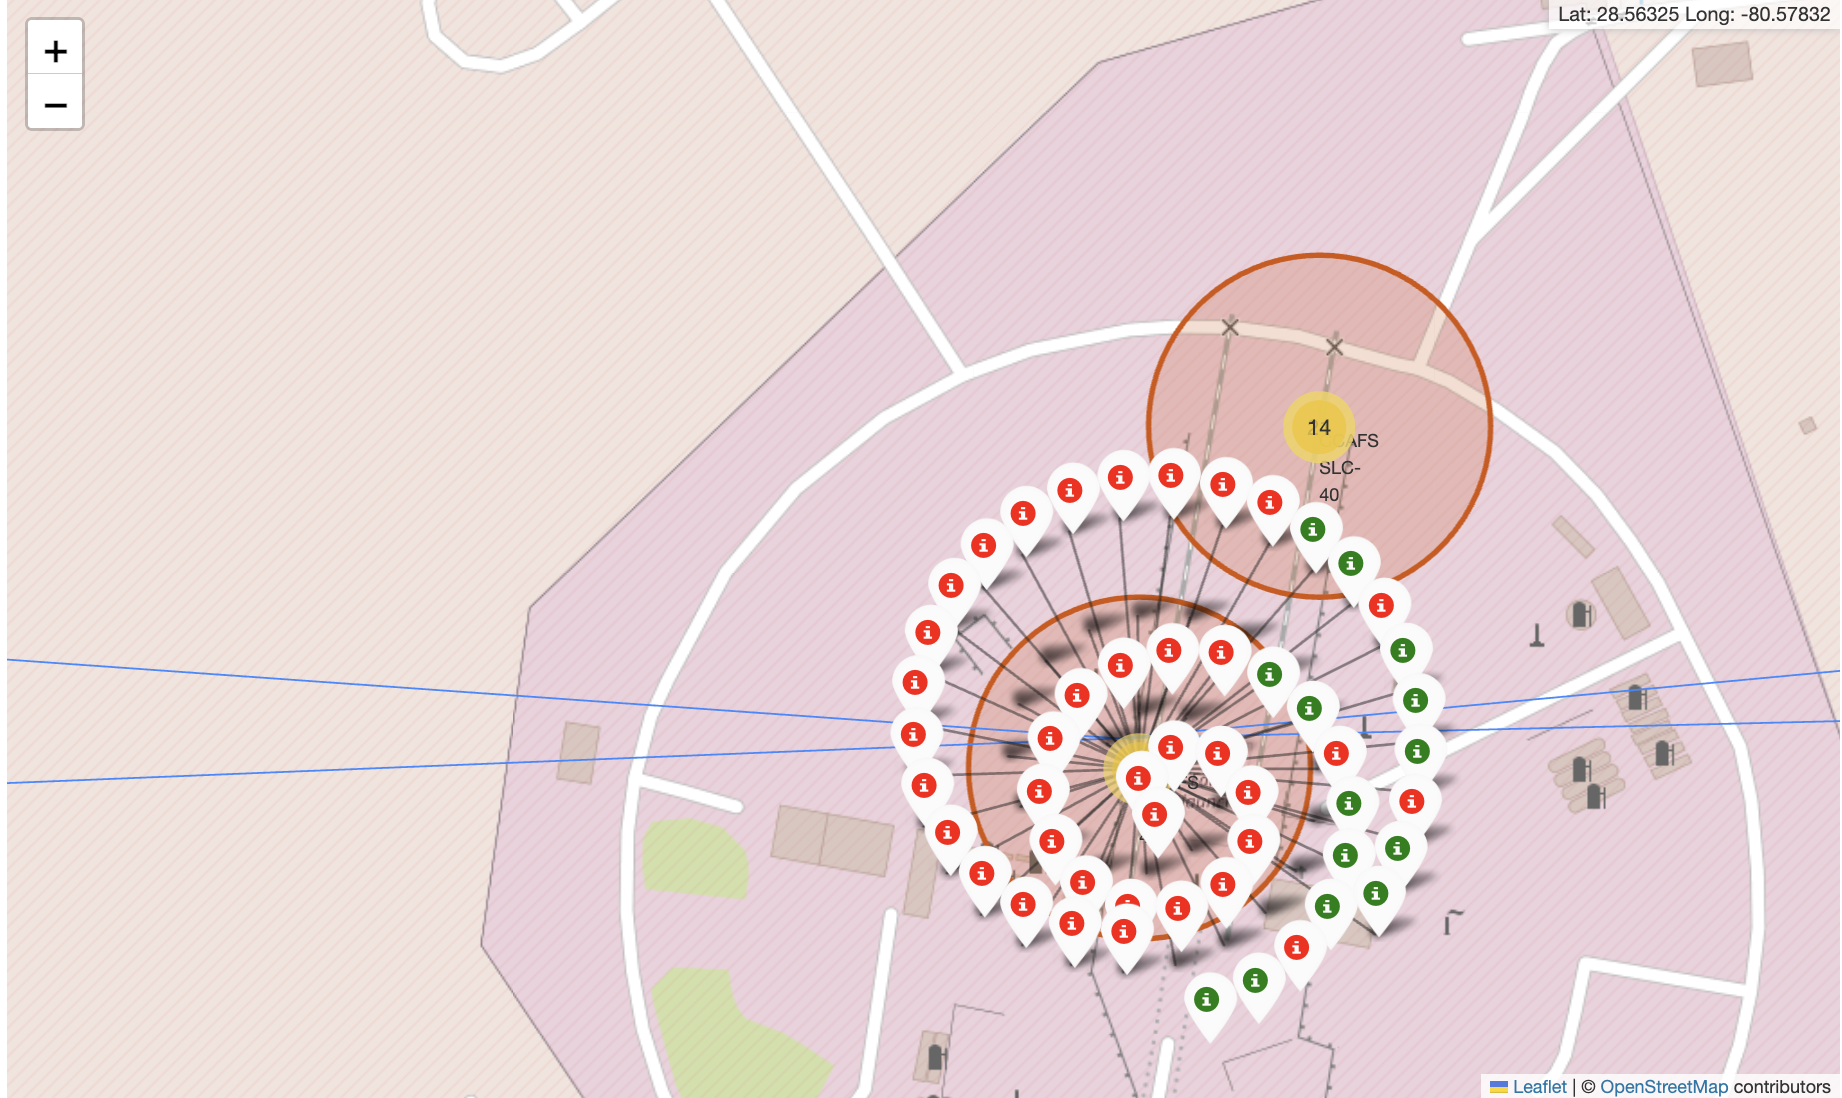 Lat: 28.56325 Long: -80.57832
+
−
14
AFS
SLC-
40
Leaflet | © OpenStreetMap contributors